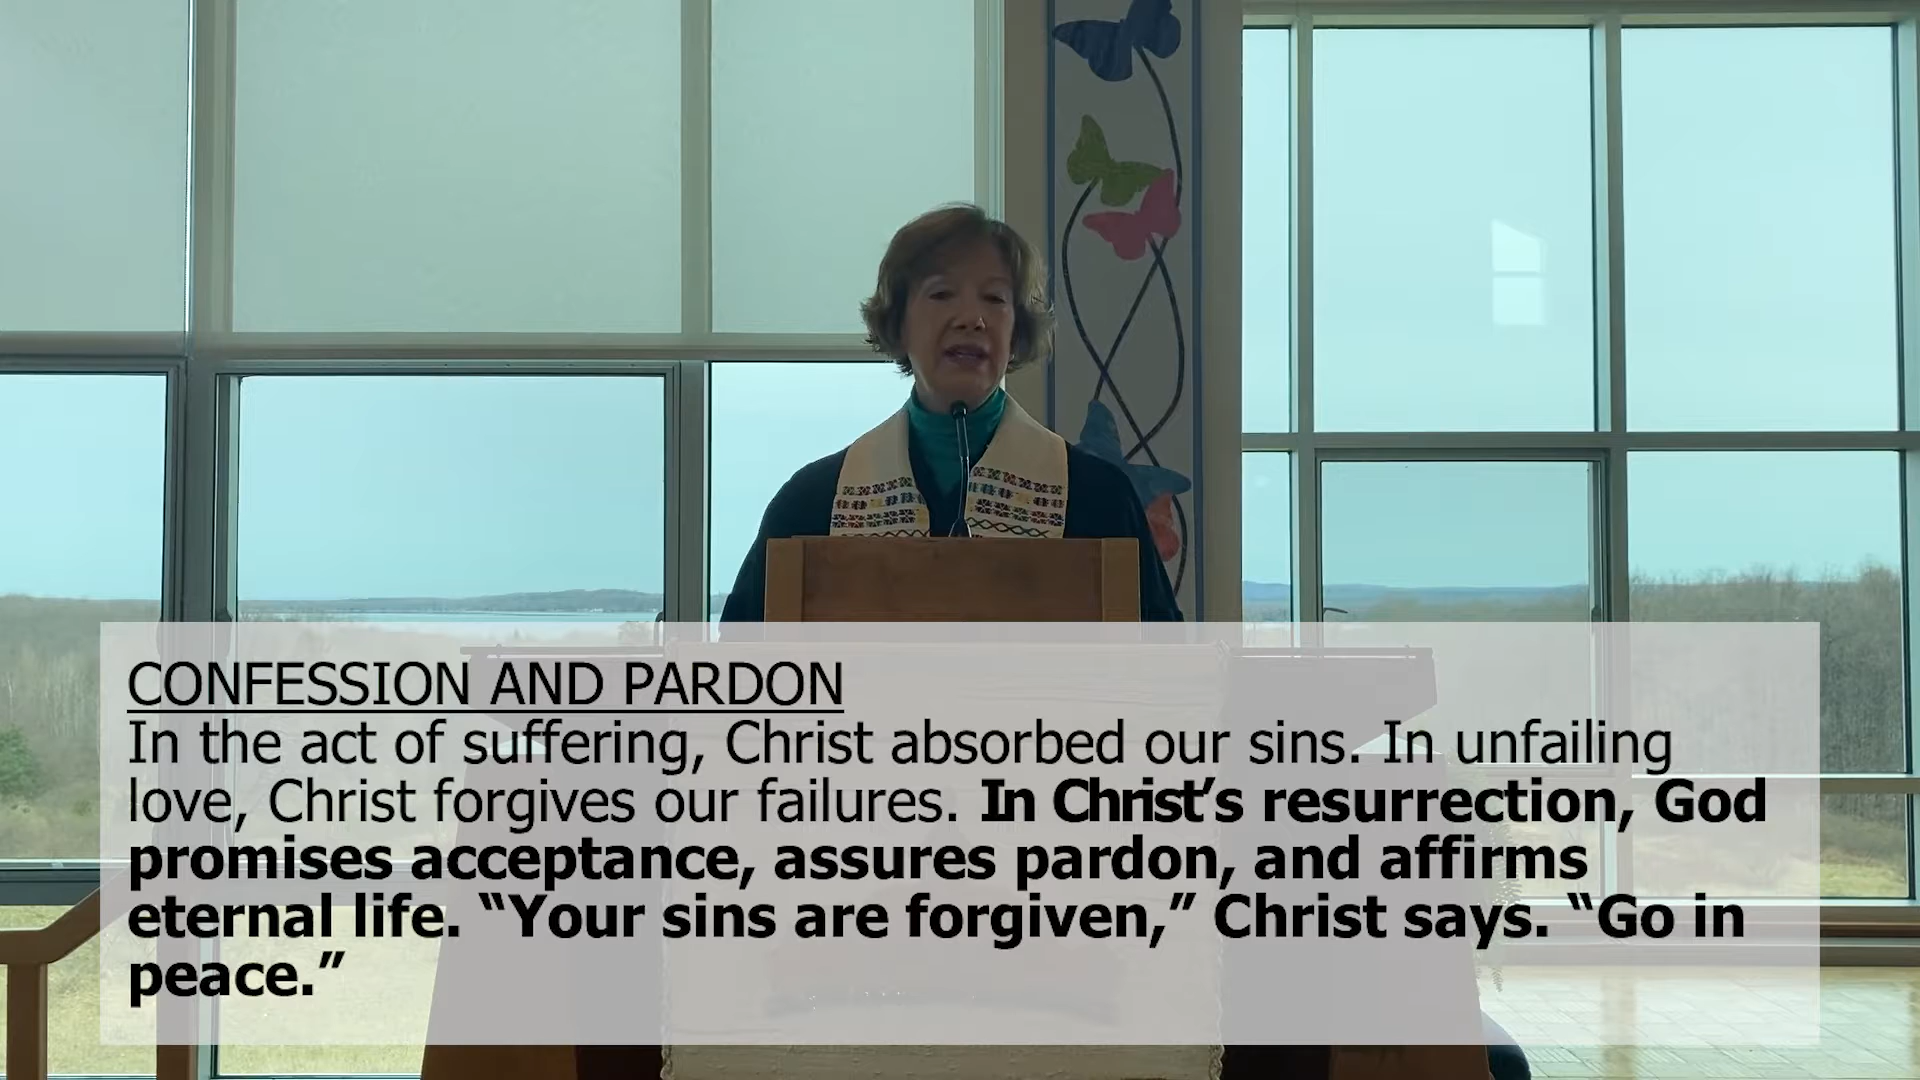 CONFESSION AND PARDON
In the act of suffering, Christ absorbed our sins. In unfailing
love, Christ forgives our failures. In Christ’s resurrection, God
promises acceptance, assures pardon, and affirms
eternal life. “Your sins are forgiven,” Christ says. “Go in
peace.”